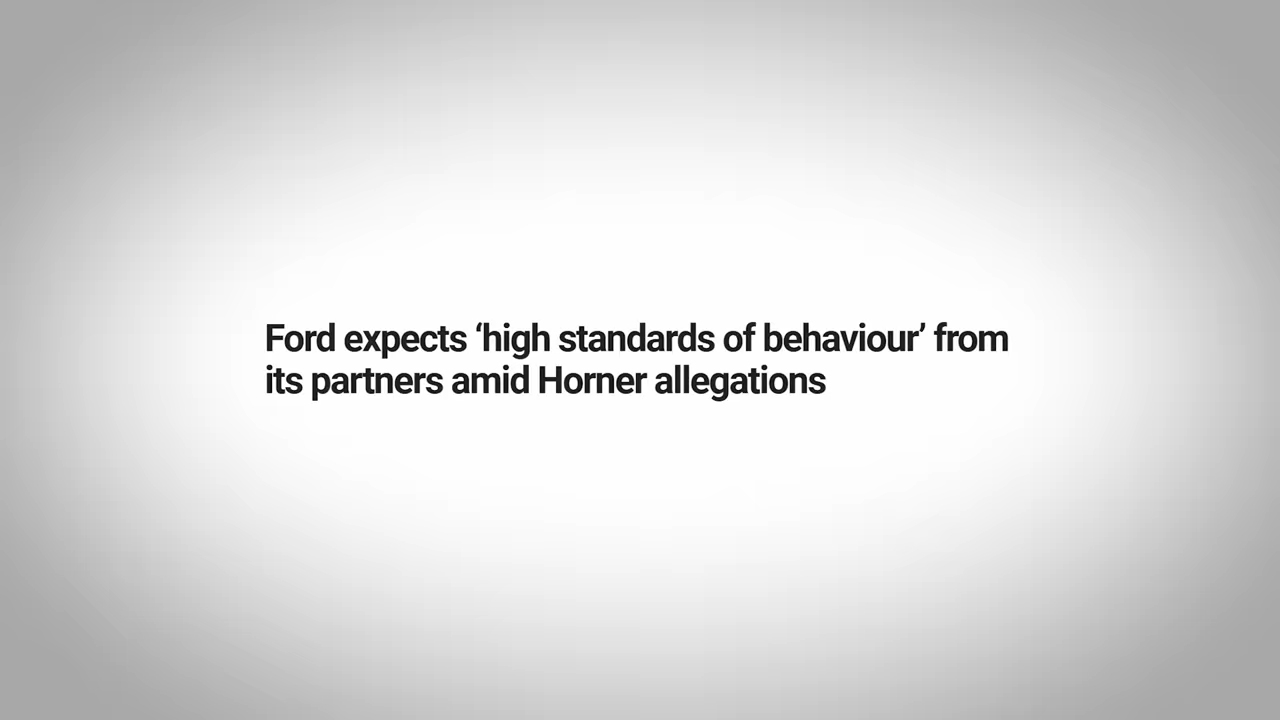 Ford expects ‘high standards of behaviour’ from
its partners amid Horner allegations